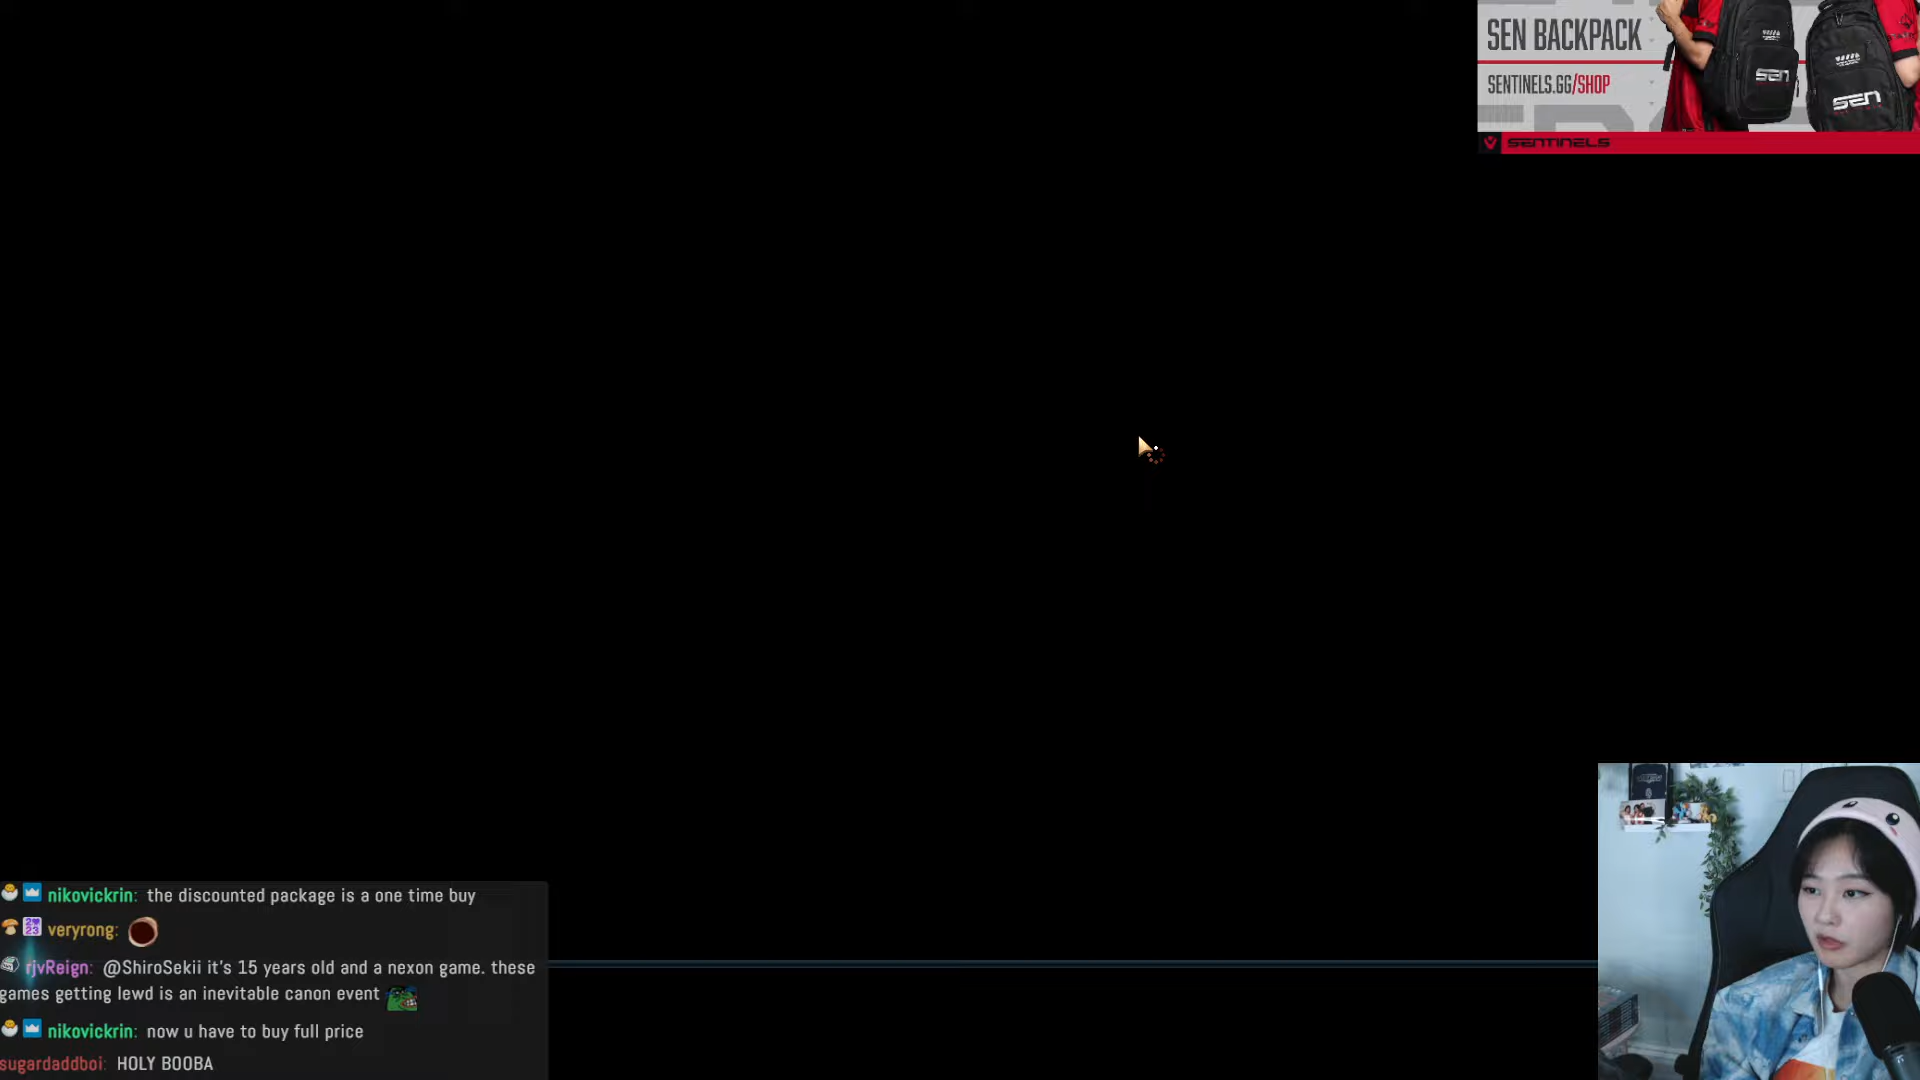 SEN BACKPACK
SENTINELS.GG/SHOP
SEN
SEN
SENTINELS
nikovickrin: the discounted package is a one time buy
veryrong:
rjvReign: @ShiroSekii it's 15 years old and a nexon game. these
games getting lewd is an inevitable canon event
nikovickrin: now u have to buy full price
sugardaddboi: HOLY BOOBA